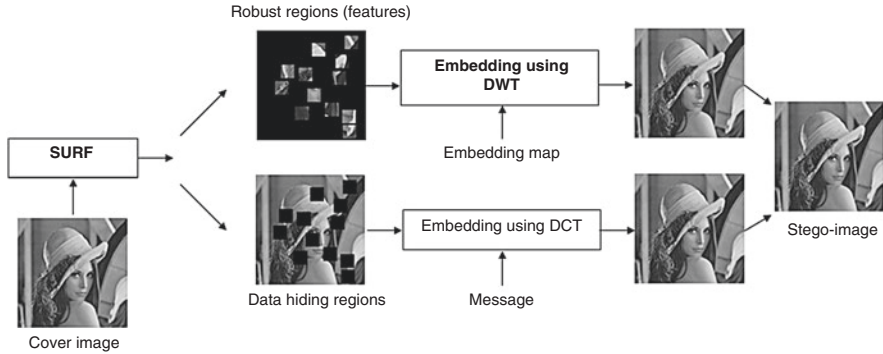 Robust regions (features)
Embedding using
DWT
Embedding map
SURF
Embedding using DCT
Data hiding regions
Message
Stego-image
Cover image